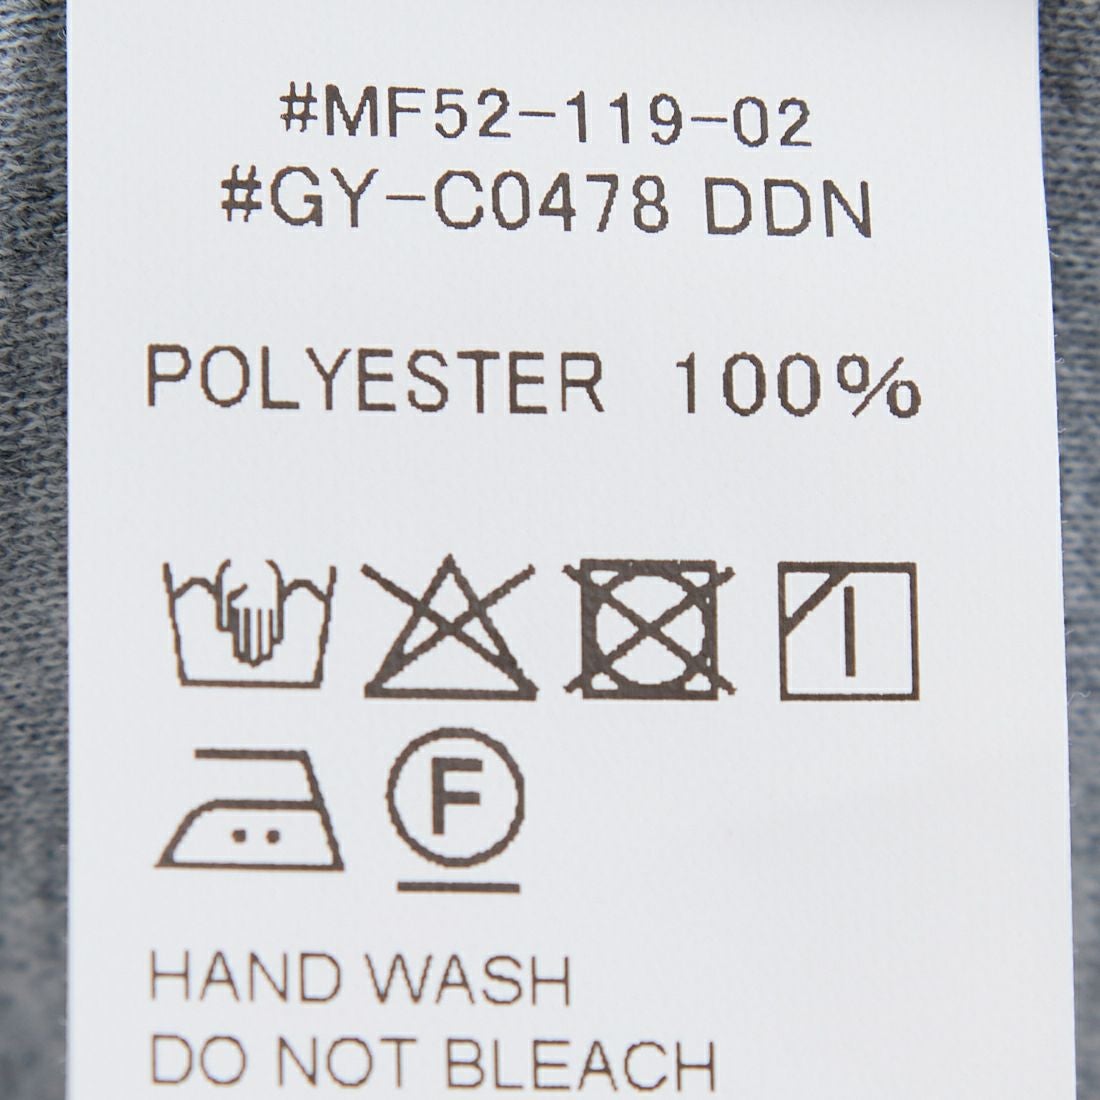 #MF52-119-02
#GY-C0478 DDN
POLYESTER 100%
F
HAND WASH
DO NOT BLEACH